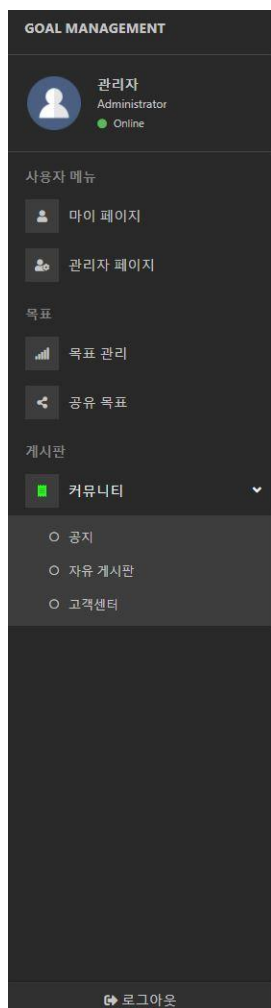 GOAL MANAGEMENT
관리자
Administrator
Online
사용자 메뉴
마이 페이지
관리자 페이지
목표
목표 관리
공유 목표
게시판
커뮤니티
공지
자유 게시판
고객센터
로그아웃